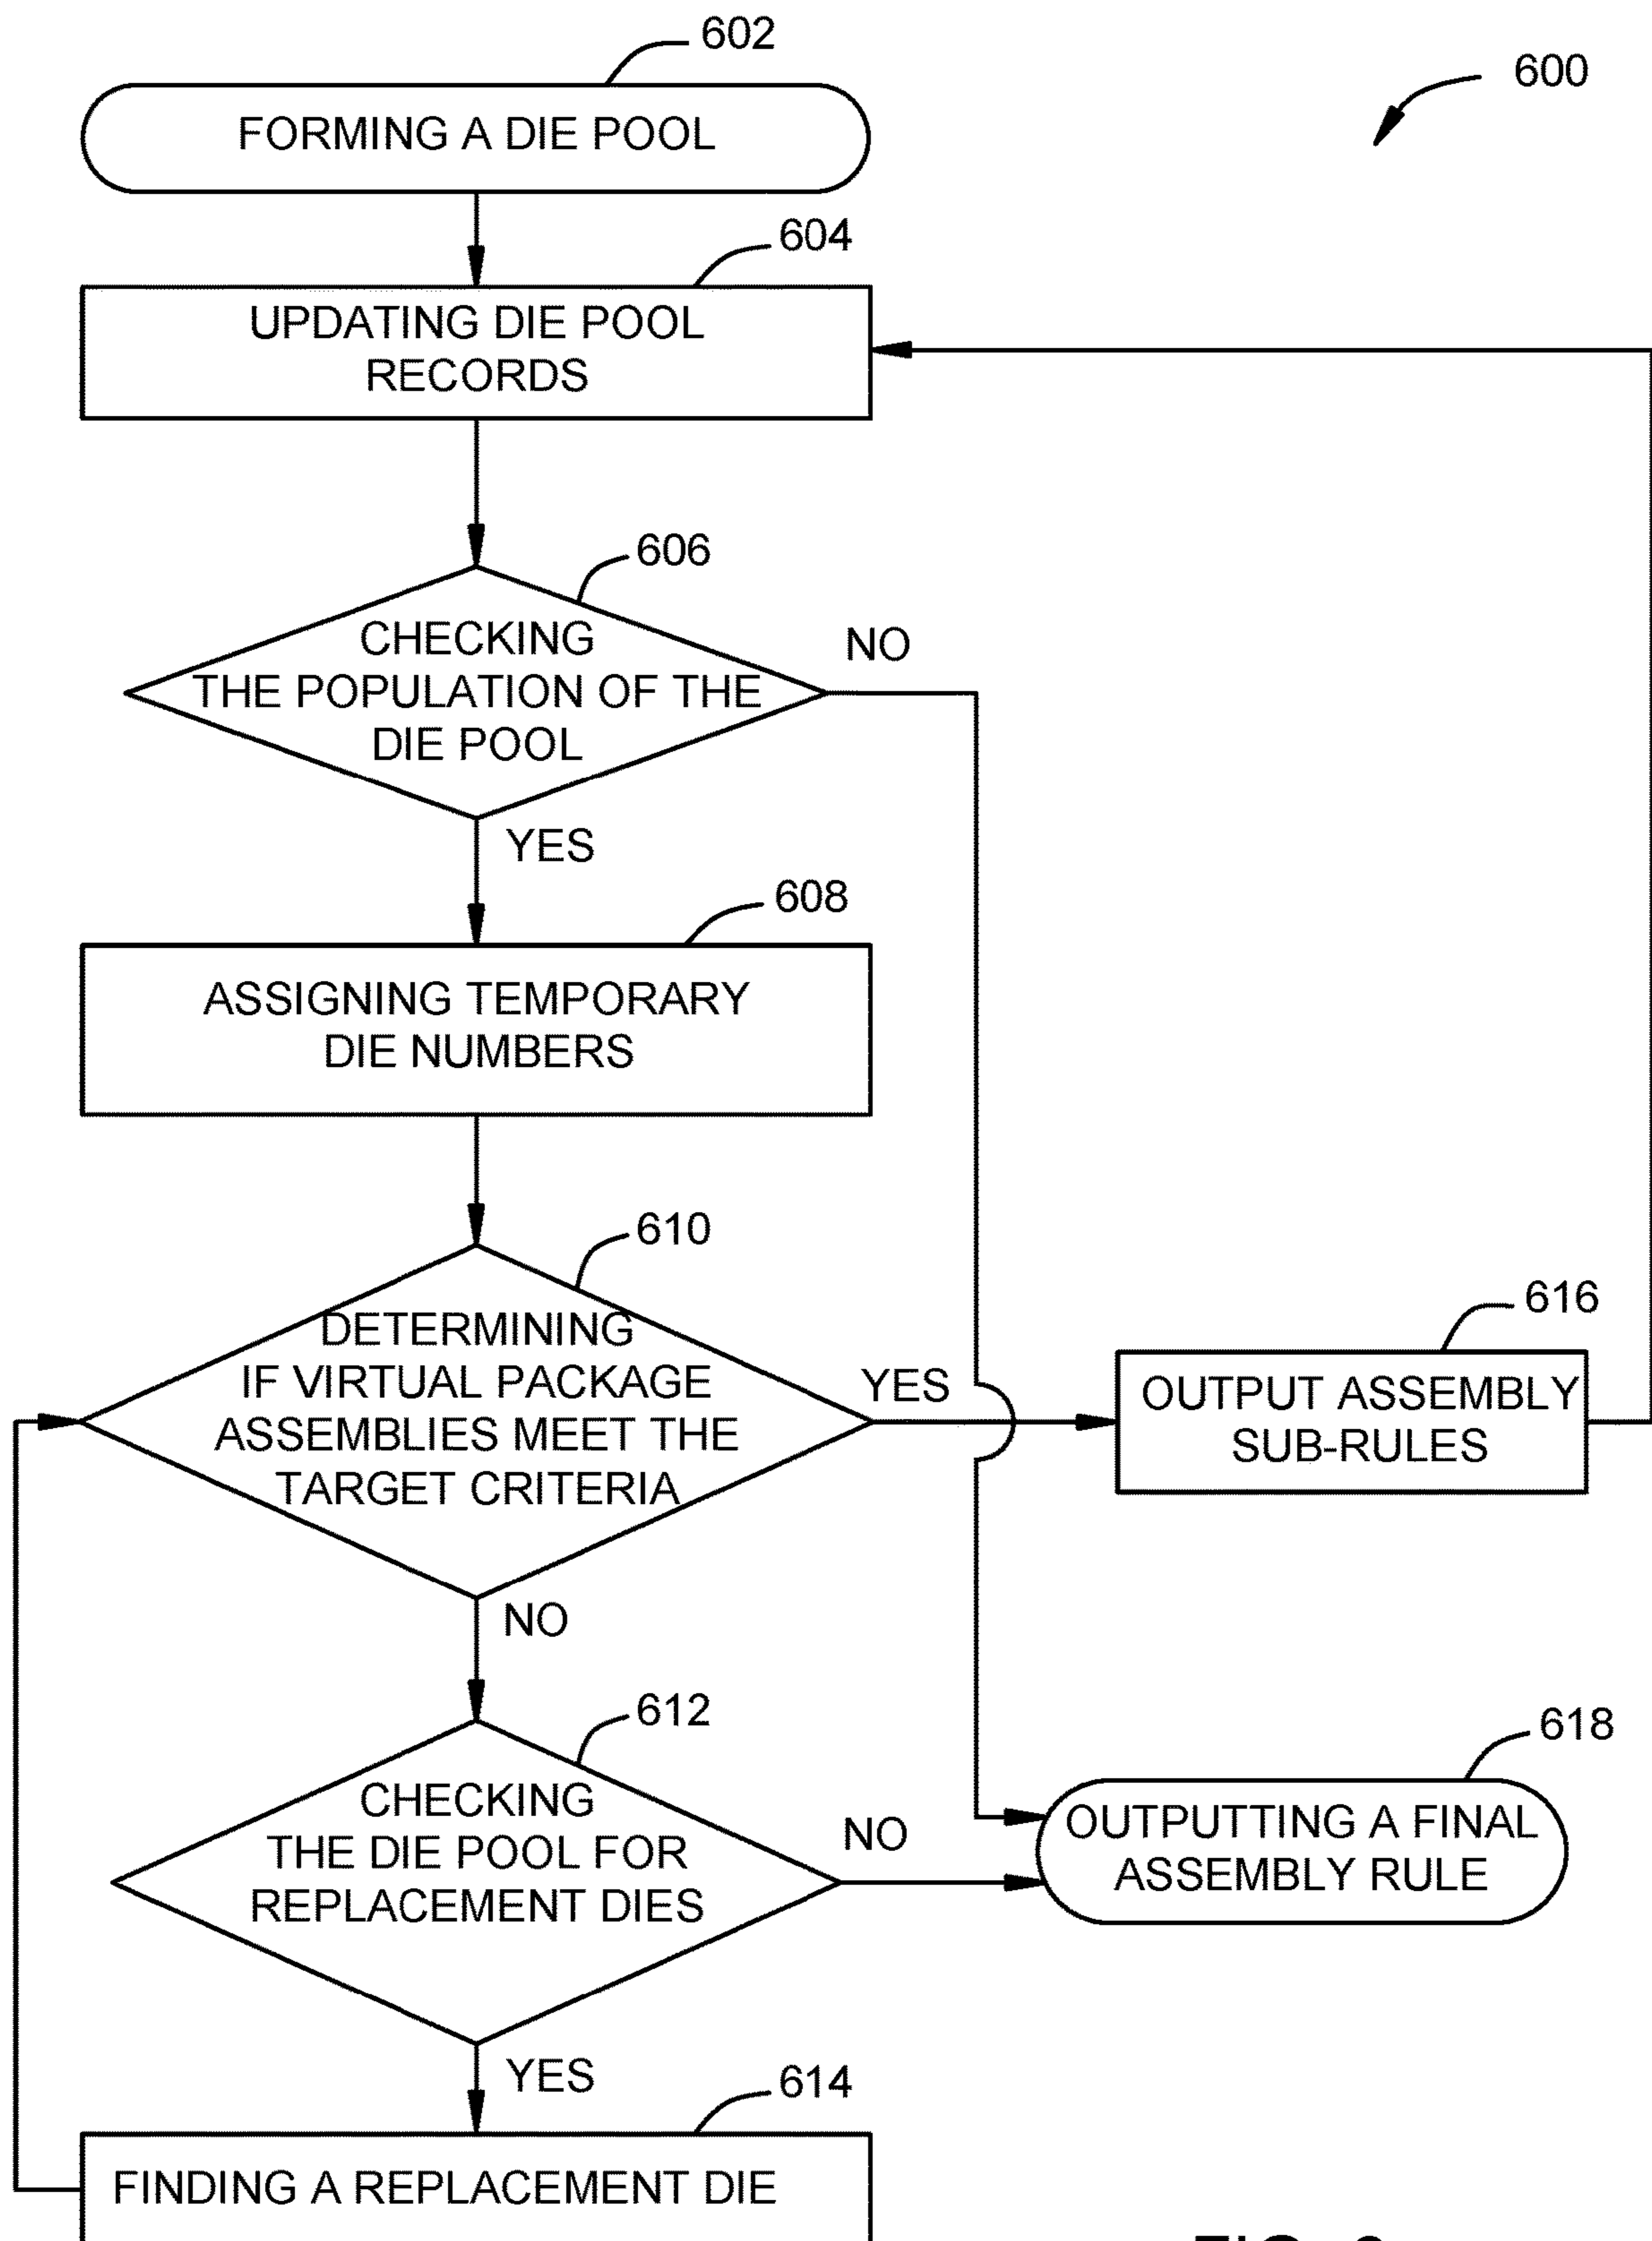 602
600
FORMING A DIE POOL
604
UPDATING DIE POOL
RECORDS
606
CHECKING
THE POPULATION OF THE
DIE POOL
NO
YES
608
ASSIGNING TEMPORARY
DIE NUMBERS
610
DETERMINING
IF VIRTUAL PACKAGE
ASSEMBLIES MEET THE
TARGET CRITERIA
YES
616
OUTPUT ASSEMBLY
SUB-RULES
NO
612
CHECKING
THE DIE POOL FOR
REPLACEMENT DIES
NO
618
OUTPUTTING A FINAL
ASSEMBLY RULE
YES
614
FINDING A REPLACEMENT DIE